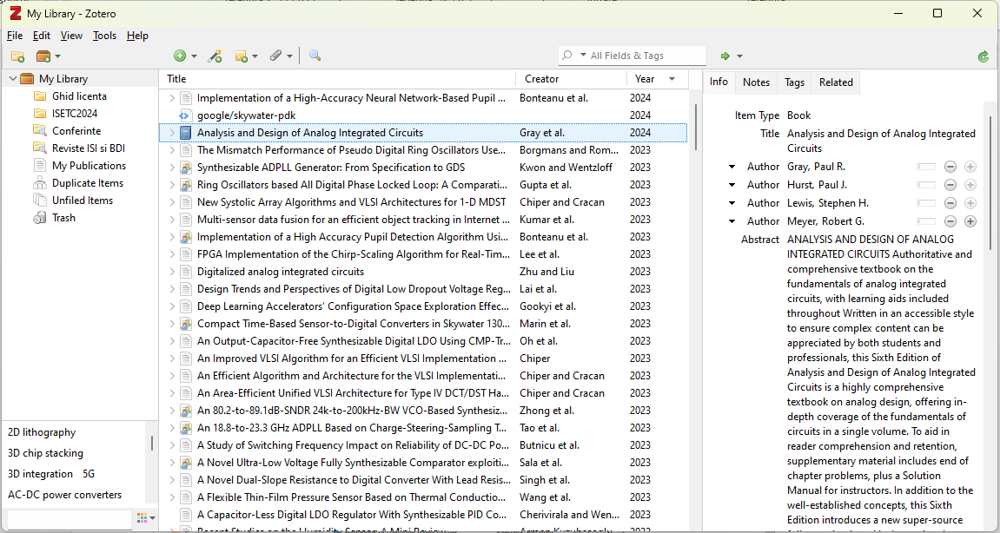 My Library - Zotero
File Edit View Tools Help
All Fields & Tags
My Library
Ghid licenta
ISETC2024
Conferinte
Reviste ISI si BDI
My Publications
Duplicate Items
Unfiled Items
Trash
2D lithography
3D chip stacking
3D integration 5G
AC-DC power converters
Title Creator Year
Implementation of a High-Accuracy Neural Network-Based Pupil ... Bonteanu et al. 2024
google/skywater-pdk 2024
Analysis and Design of Analog Integrated Circuits Gray et al. 2024
The Mismatch Performance of Pseudo Digital Ring Oscillators Use... Borgmans and Rom... 2023
Synthesizable ADPLL Generator: From Specification to GDS Kwon and Wentzloff 2023
Ring Oscillators based All Digital Phase Locked Loop: A Comparati... Gupta et al. 2023
New Systolic Array Algorithms and VLSI Architectures for 1-D MDST Chiper and Cracan 2023
Multi-sensor data fusion for an efficient object tracking in Internet ... Kumar et al. 2023
Implementation of a High Accuracy Pupil Detection Algorithm Usi... Bonteanu et al. 2023
FPGA Implementation of the Chirp-Scaling Algorithm for Real-Tim... Lee et al. 2023
Digitalized analog integrated circuits Zhu and Liu 2023
Design Trends and Perspectives of Digital Low Dropout Voltage Reg... Lai et al. 2023
Deep Learning Accelerators' Configuration Space Exploration Effec... Gookyi et al. 2023
Compact Time-Based Sensor-to-Digital Converters in Skywater 130... Marin et al. 2023
An Output-Capacitor-Free Synthesizable Digital LDO Using CMP-Tr... Oh et al. 2023
An Improved VLSI Algorithm for an Efficient VLSI Implementation ... Chiper 2023
An Efficient Algorithm and Architecture for the VLSI Implementati... Chiper and Cracan 2023
An Area-Efficient Unified VLSI Architecture for Type IV DCT/DST Ha... Chiper and Cracan 2023
An 80.2-to-89.1dB-SNDR 24k-to-200kHz-BW VCO-Based Synthesiz... Zhong et al. 2023
An 18.8-to-23.3 GHz ADPLL Based on Charge-Steering-Sampling T... Tao et al. 2023
A Study of Switching Frequency Impact on Reliability of DC-DC Po... Butnicu et al. 2023
A Novel Ultra-Low Voltage Fully Synthesizable Comparator exploiti... Sala et al. 2023
A Novel Dual-Slope Resistance to Digital Converter With Lead Resis... Singh et al. 2023
A Flexible Thin-Film Pressure Sensor Based on Thermal Conductio... Wang et al. 2023
A Capacitor-Less Digital LDO Regulator With Synthesizable PID Co... Cherivirala and Wen... 2023
Info Notes Tags Related
Item Type Book
Title Analysis and Design of Analog Integrated
Circuits
Author Gray, Paul R.
Author Hurst, Paul J.
Author Lewis, Stephen H.
Author Meyer, Robert G.
Abstract ANALYSIS AND DESIGN OF ANALOG
INTEGRATED CIRCUITS Authoritative and
comprehensive textbook on the
fundamentals of analog integrated
circuits, with learning aids included
throughout Written in an accessible style
to ensure complex content can be
appreciated by both students and
professionals, this Sixth Edition of
Analysis and Design of Analog Integrated
Circuits is a highly comprehensive
textbook on analog design, offering in-
depth coverage of the fundamentals of
circuits in a single volume. To aid in
reader comprehension and retention,
supplementary material includes end of
chapter problems, plus a Solution
Manual for instructors. In addition to the
well-established concepts, this Sixth
Edition introduces a new super-source